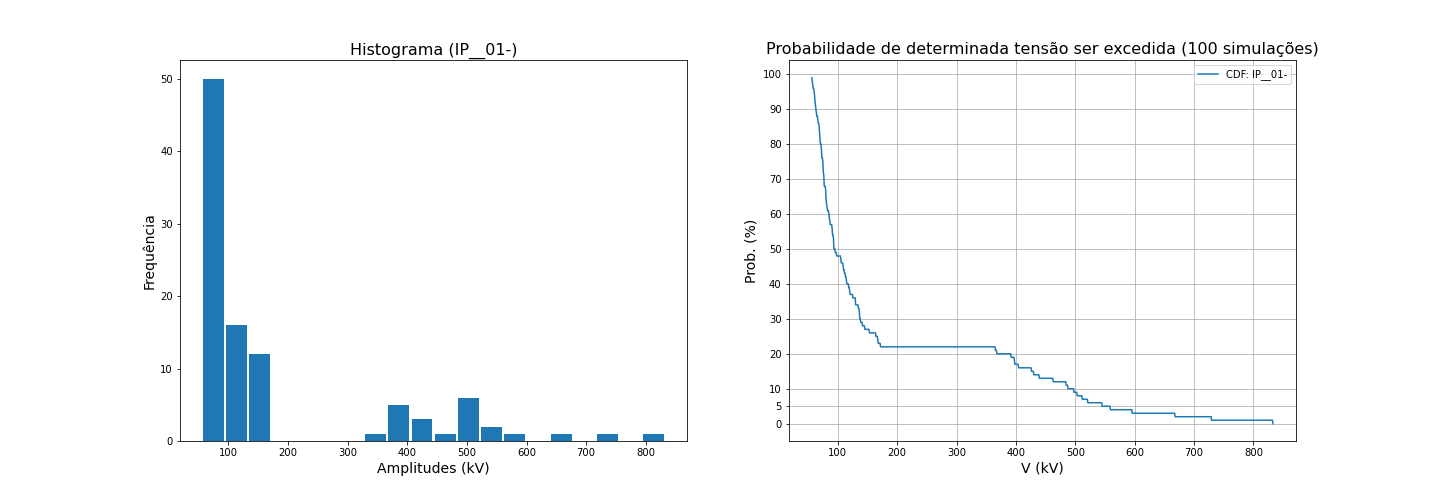 Histograma (IP__01-)
Frequência
50
40
30
20
10
0
100 200 300 400 500 600 700 800
Amplitudes (kV)
Probabilidade de determinada tensão ser excedida (100 simulações)
CDF: IP__01-
Prob. (%)
100
90
80
70
60
50
40
30
20
10
5
0
100 200 300 400 500 600 700 800
V (kV)